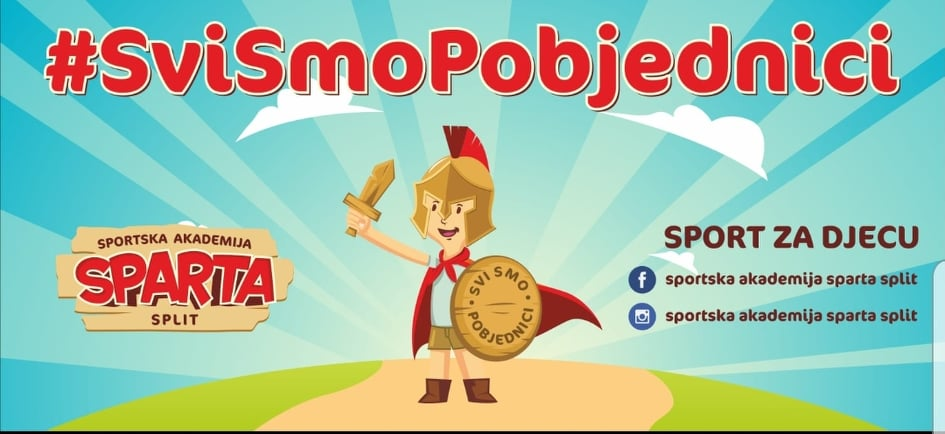 #SviSmoPobjednici
SPORTSKA AKADEMIJA
SPARTA
SPLIT
SVI SMO
POBJEDNICI
SPORT ZA DJECU
f sportska akademija sparta split
sportska akademija sparta split